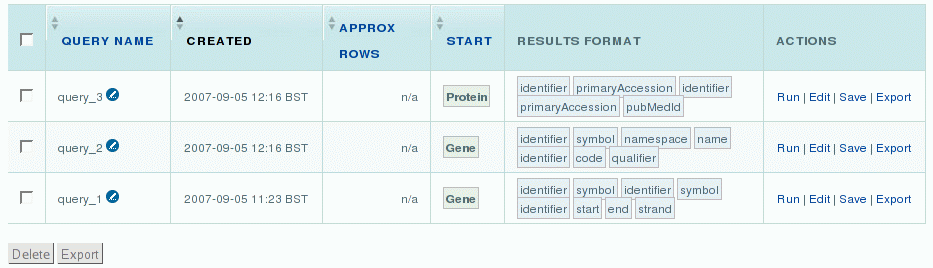 QUERY NAME CREATED APPROX ROWS START RESULTS FORMAT ACTIONS
query_3 2007-09-05 12:16 BST n/a Protein identifier primaryAccession identifier Run | Edit | Save | Export
primaryAccession pubMedId
query_2 2007-09-05 12:16 BST n/a Gene identifier symbol namespace name Run | Edit | Save | Export
identifier code qualifier
query_1 2007-09-05 11:23 BST n/a Gene identifier symbol identifier symbol Run | Edit | Save | Export
identifier start end strand
Delete Export